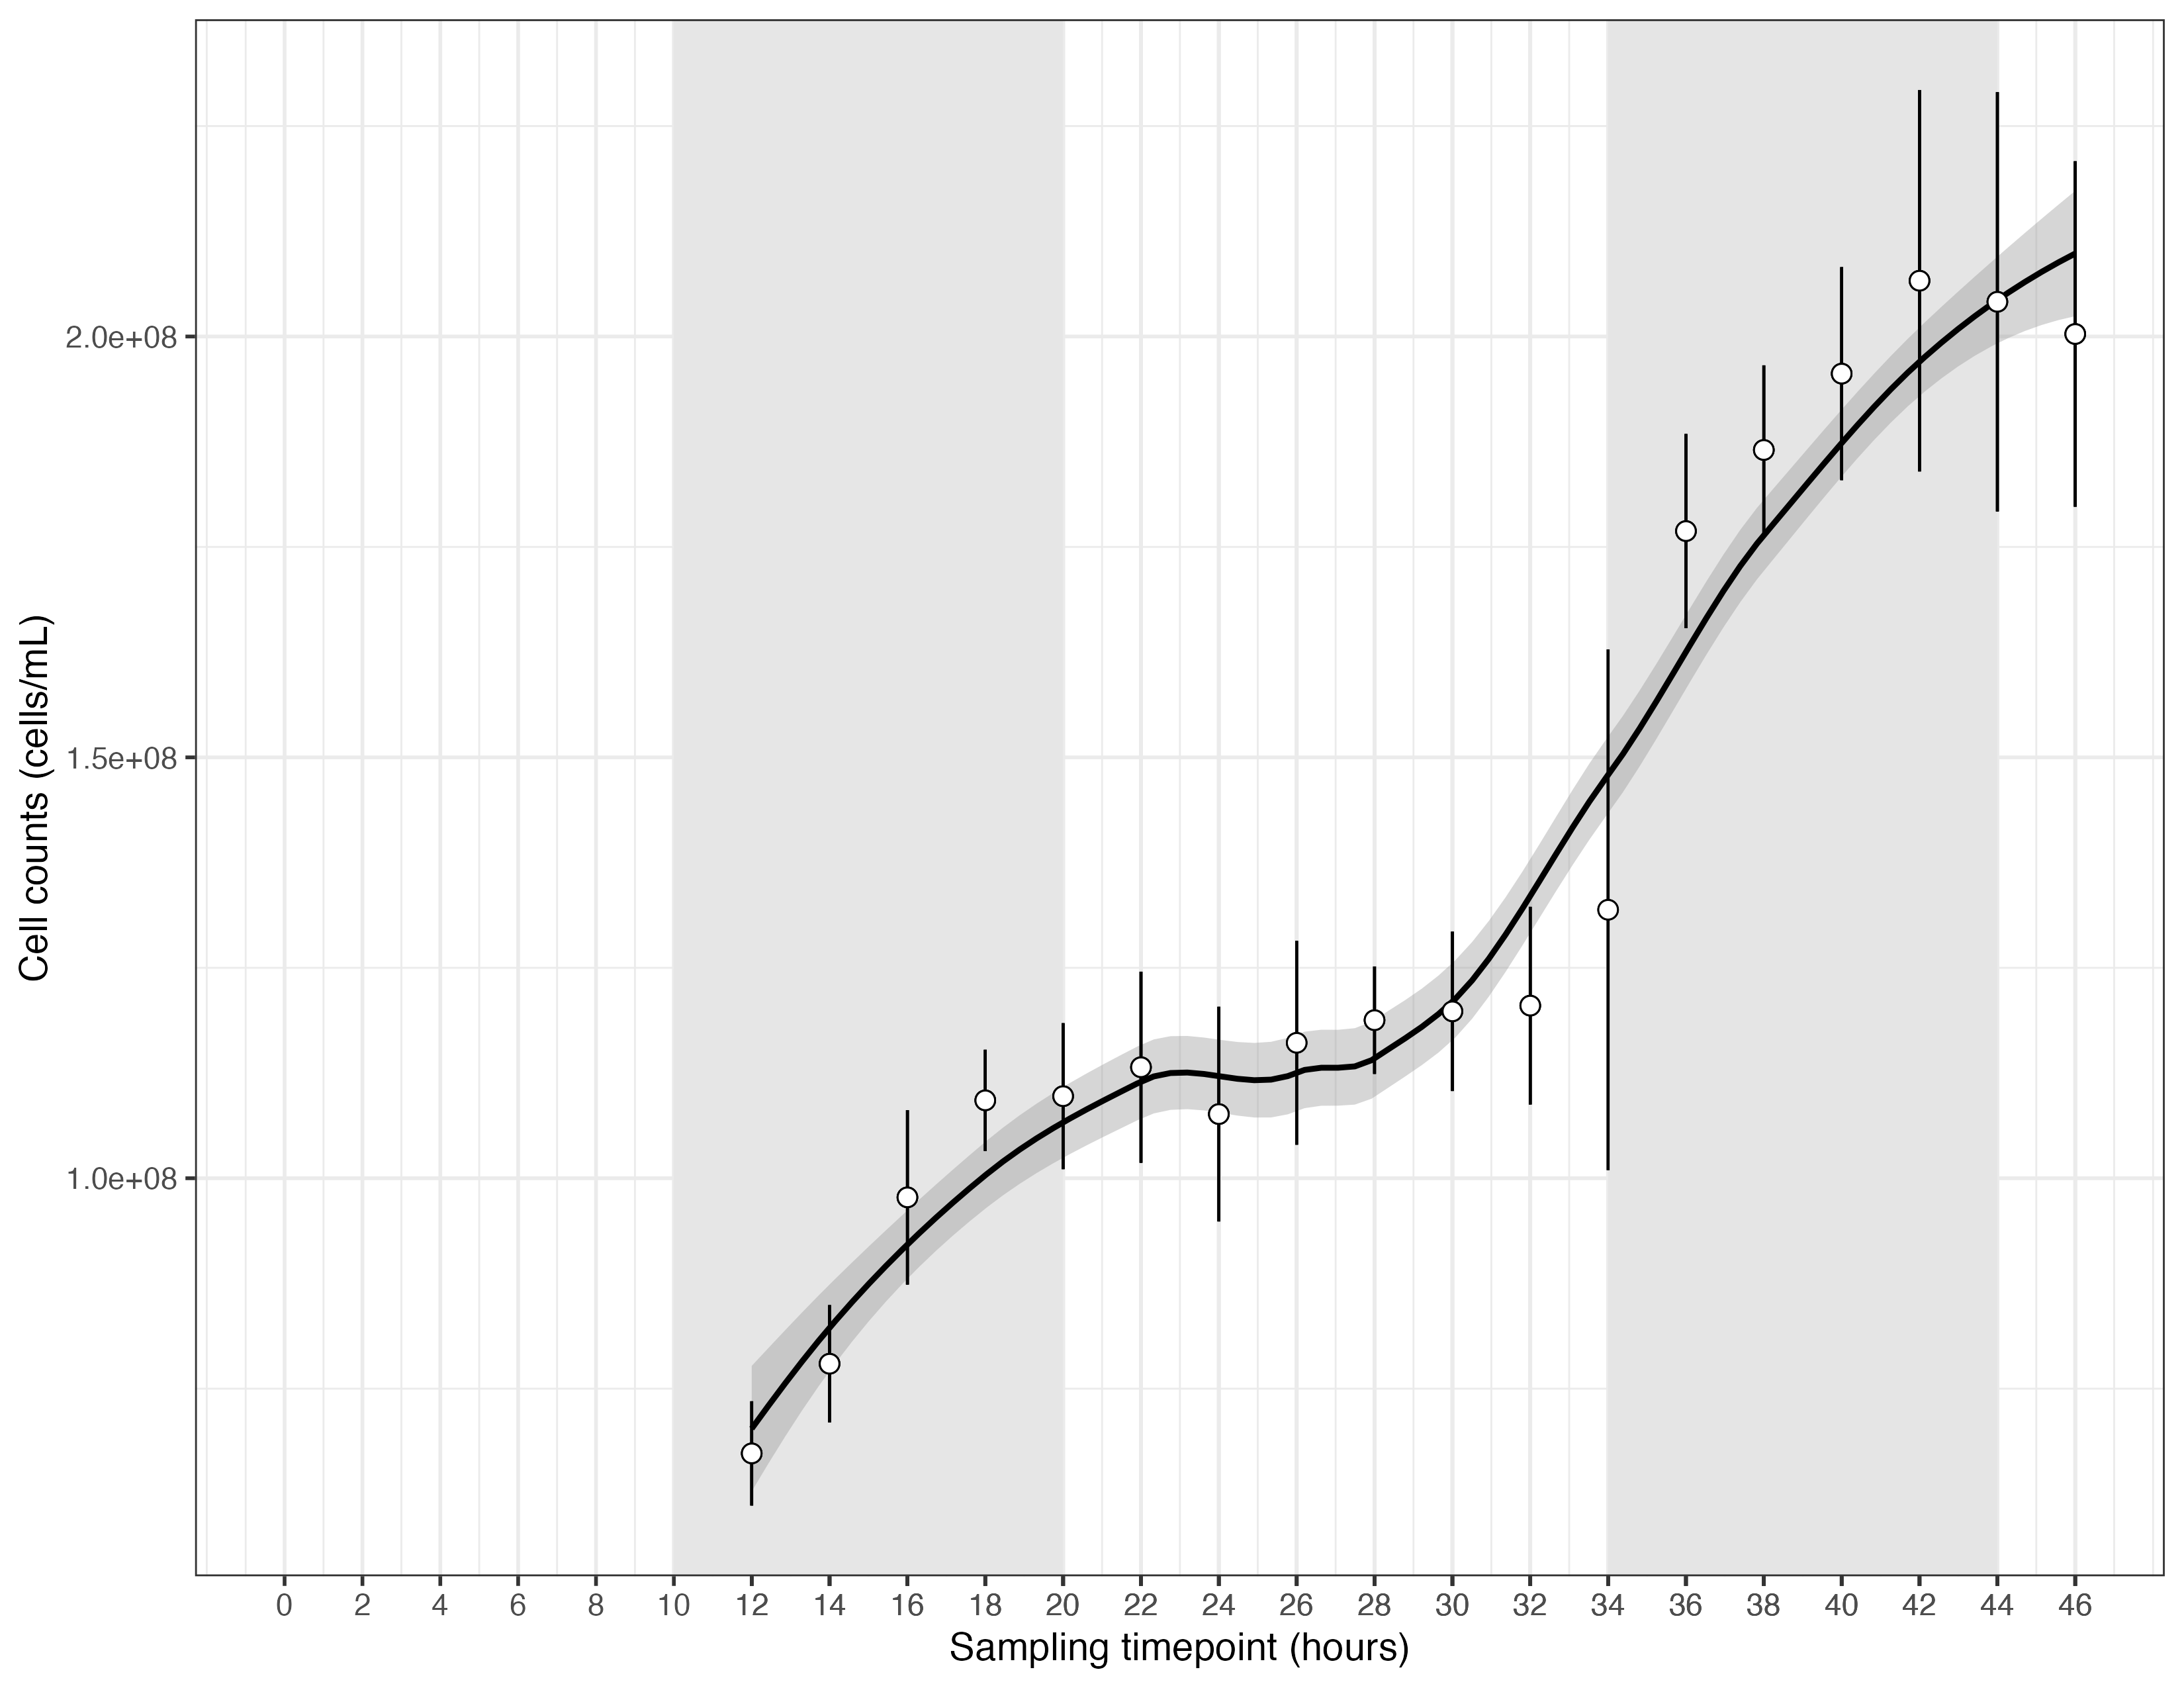 Cell counts (cells/mL)
2.0e+08
1.5e+08
1.0e+08
0 2 4 6 8 10 12 14 16 18 20 22 24 26 28 30 32 34 36 38 40 42 44 46
Sampling timepoint (hours)